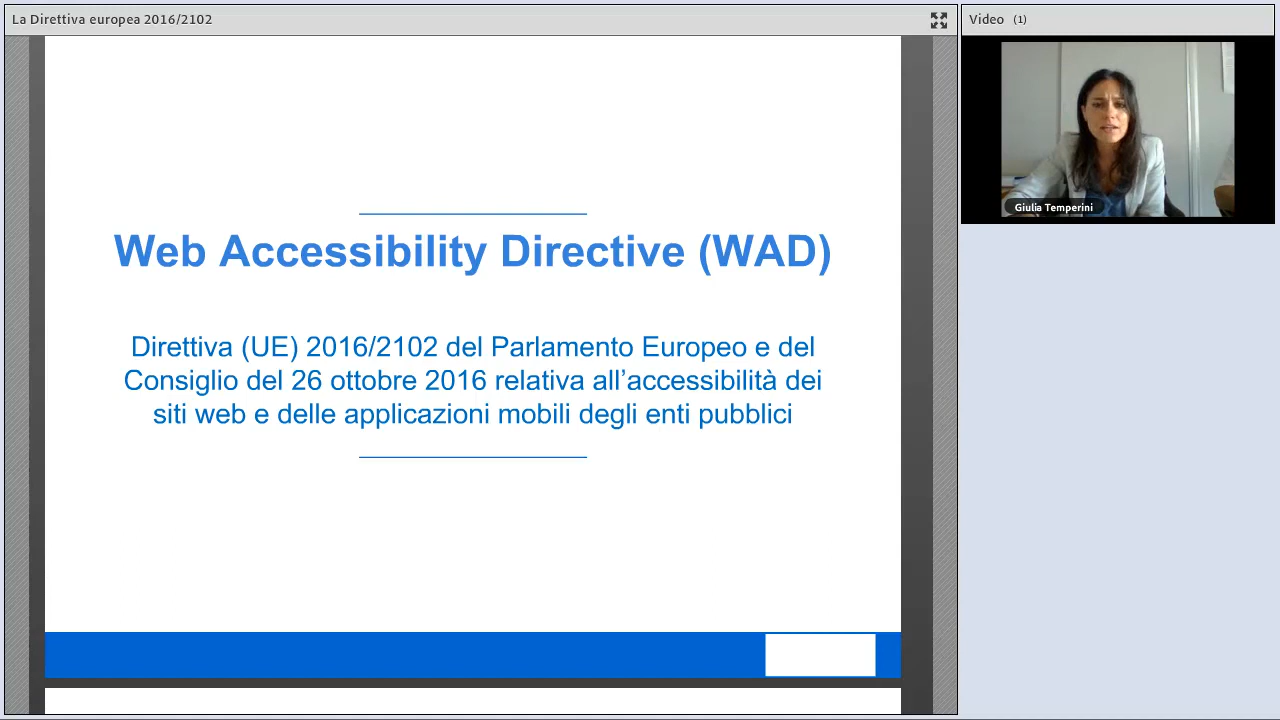 La Direttiva europea 2016/2102
Video (1)
Giulia Temperini
Web Accessibility Directive (WAD)
Direttiva (UE) 2016/2102 del Parlamento Europeo e del
Consiglio del 26 ottobre 2016 relativa all’accessibilità dei
siti web e delle applicazioni mobili degli enti pubblici